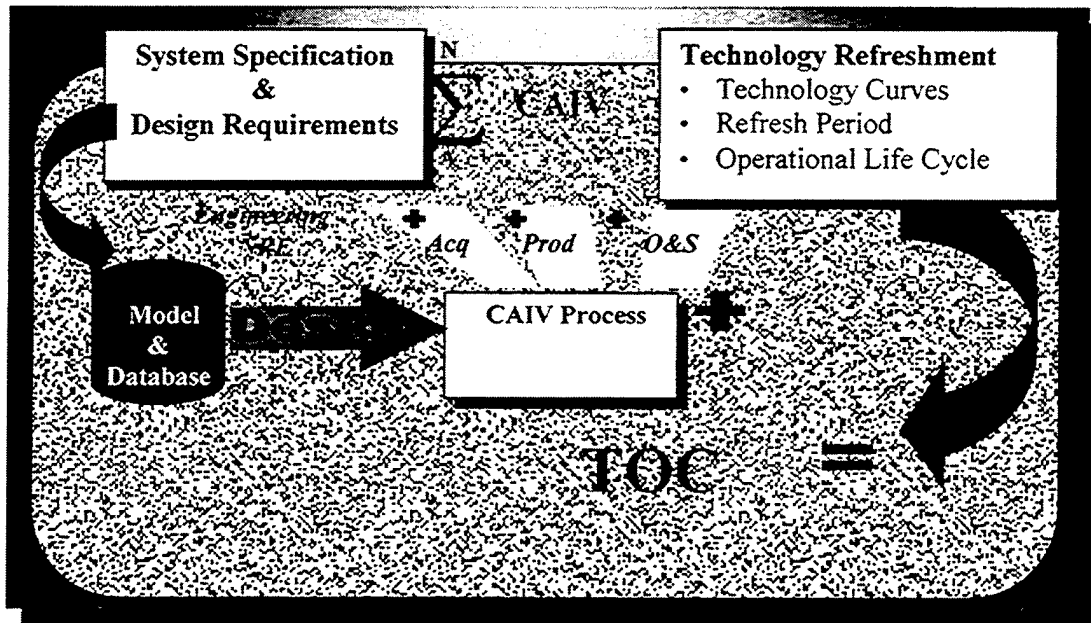 System Specification
&
Design Requirements
N
∑ CAIV
Technology Refreshment
• Technology Curves
• Refresh Period
• Operational Life Cycle
Engineering
+ Acq + Prod + O&S
Model
&
Database
Design
CAIV Process
+
TOC =